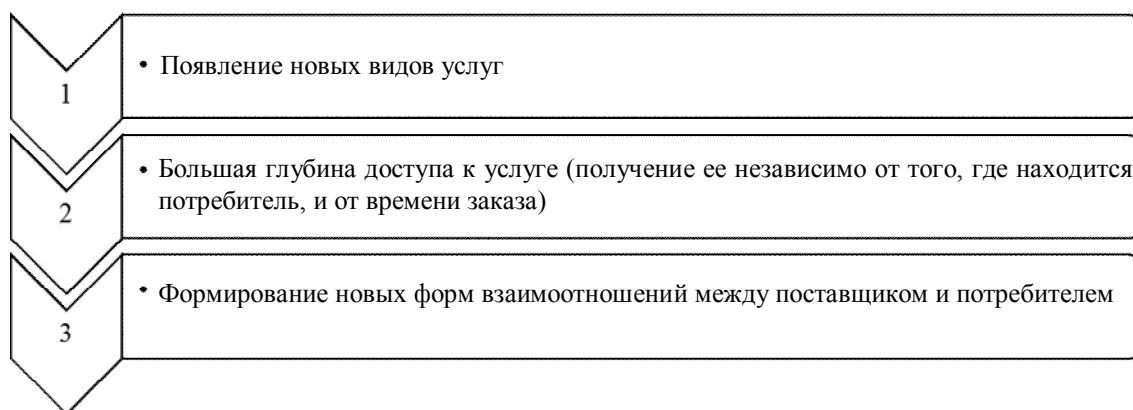 1
• Появление новых видов услуг
2
• Большая глубина доступа к услуге (получение ее независимо от того, где находится
потребитель, и от времени заказа)
3
• Формирование новых форм взаимоотношений между поставщиком и потребителем